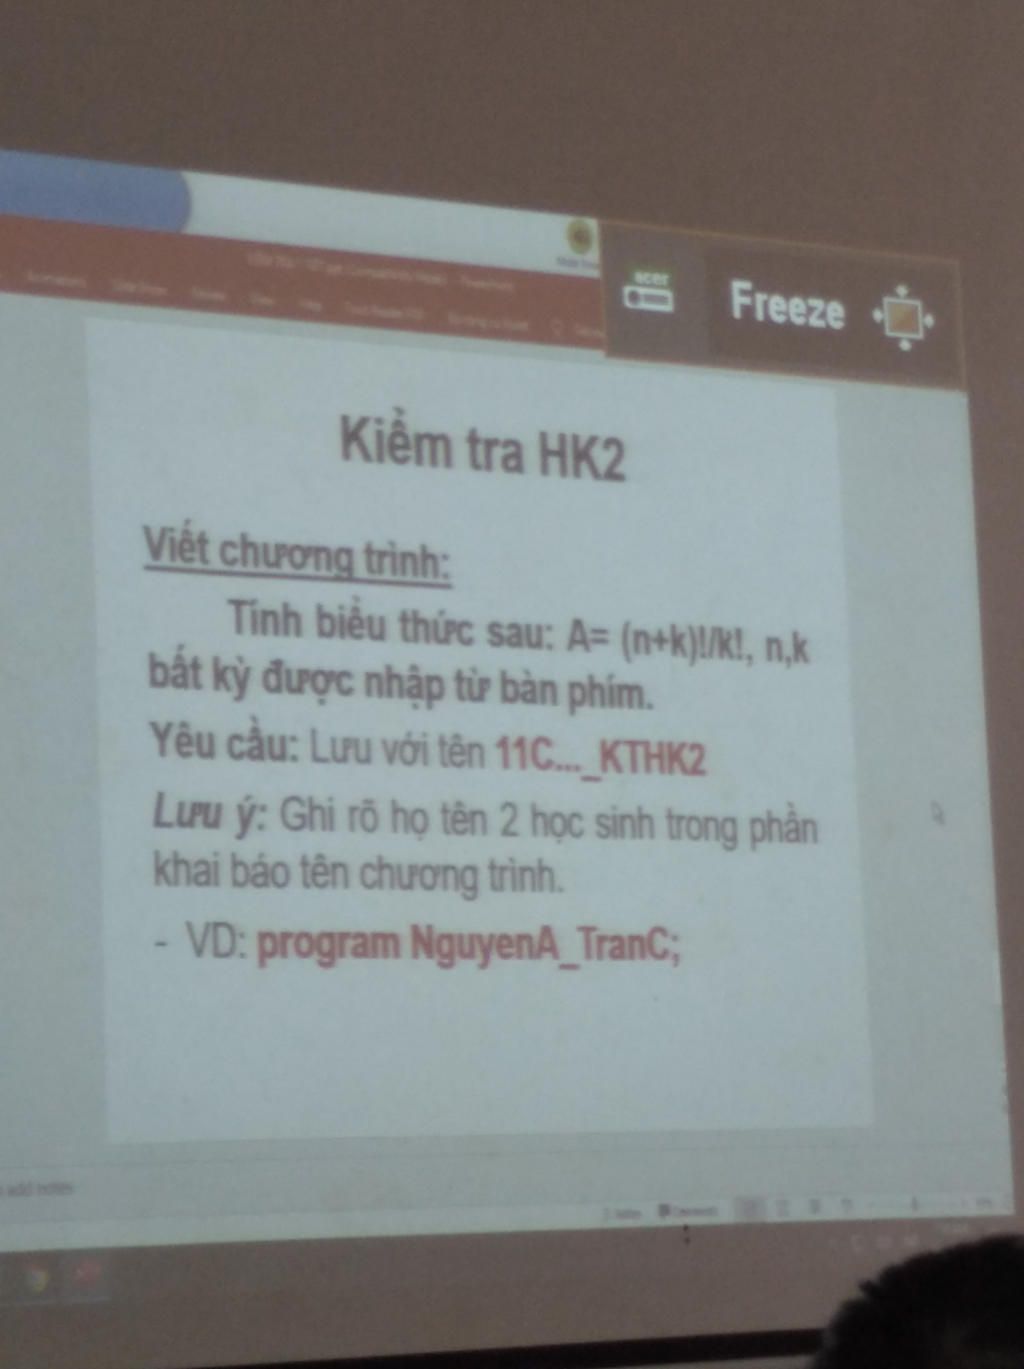 acer
Freeze
Kiểm tra HK2
Viết chương trình:
Tính biểu thức sau: A= (n+k)!/k!, n,k
bất kỳ được nhập từ bàn phím.
Yêu cầu: Lưu với tên 11C..._KTHK2
Lưu ý: Ghi rõ họ tên 2 học sinh trong phần
khai báo tên chương trình.
- VD: program NguyenA_TranC;
add notes